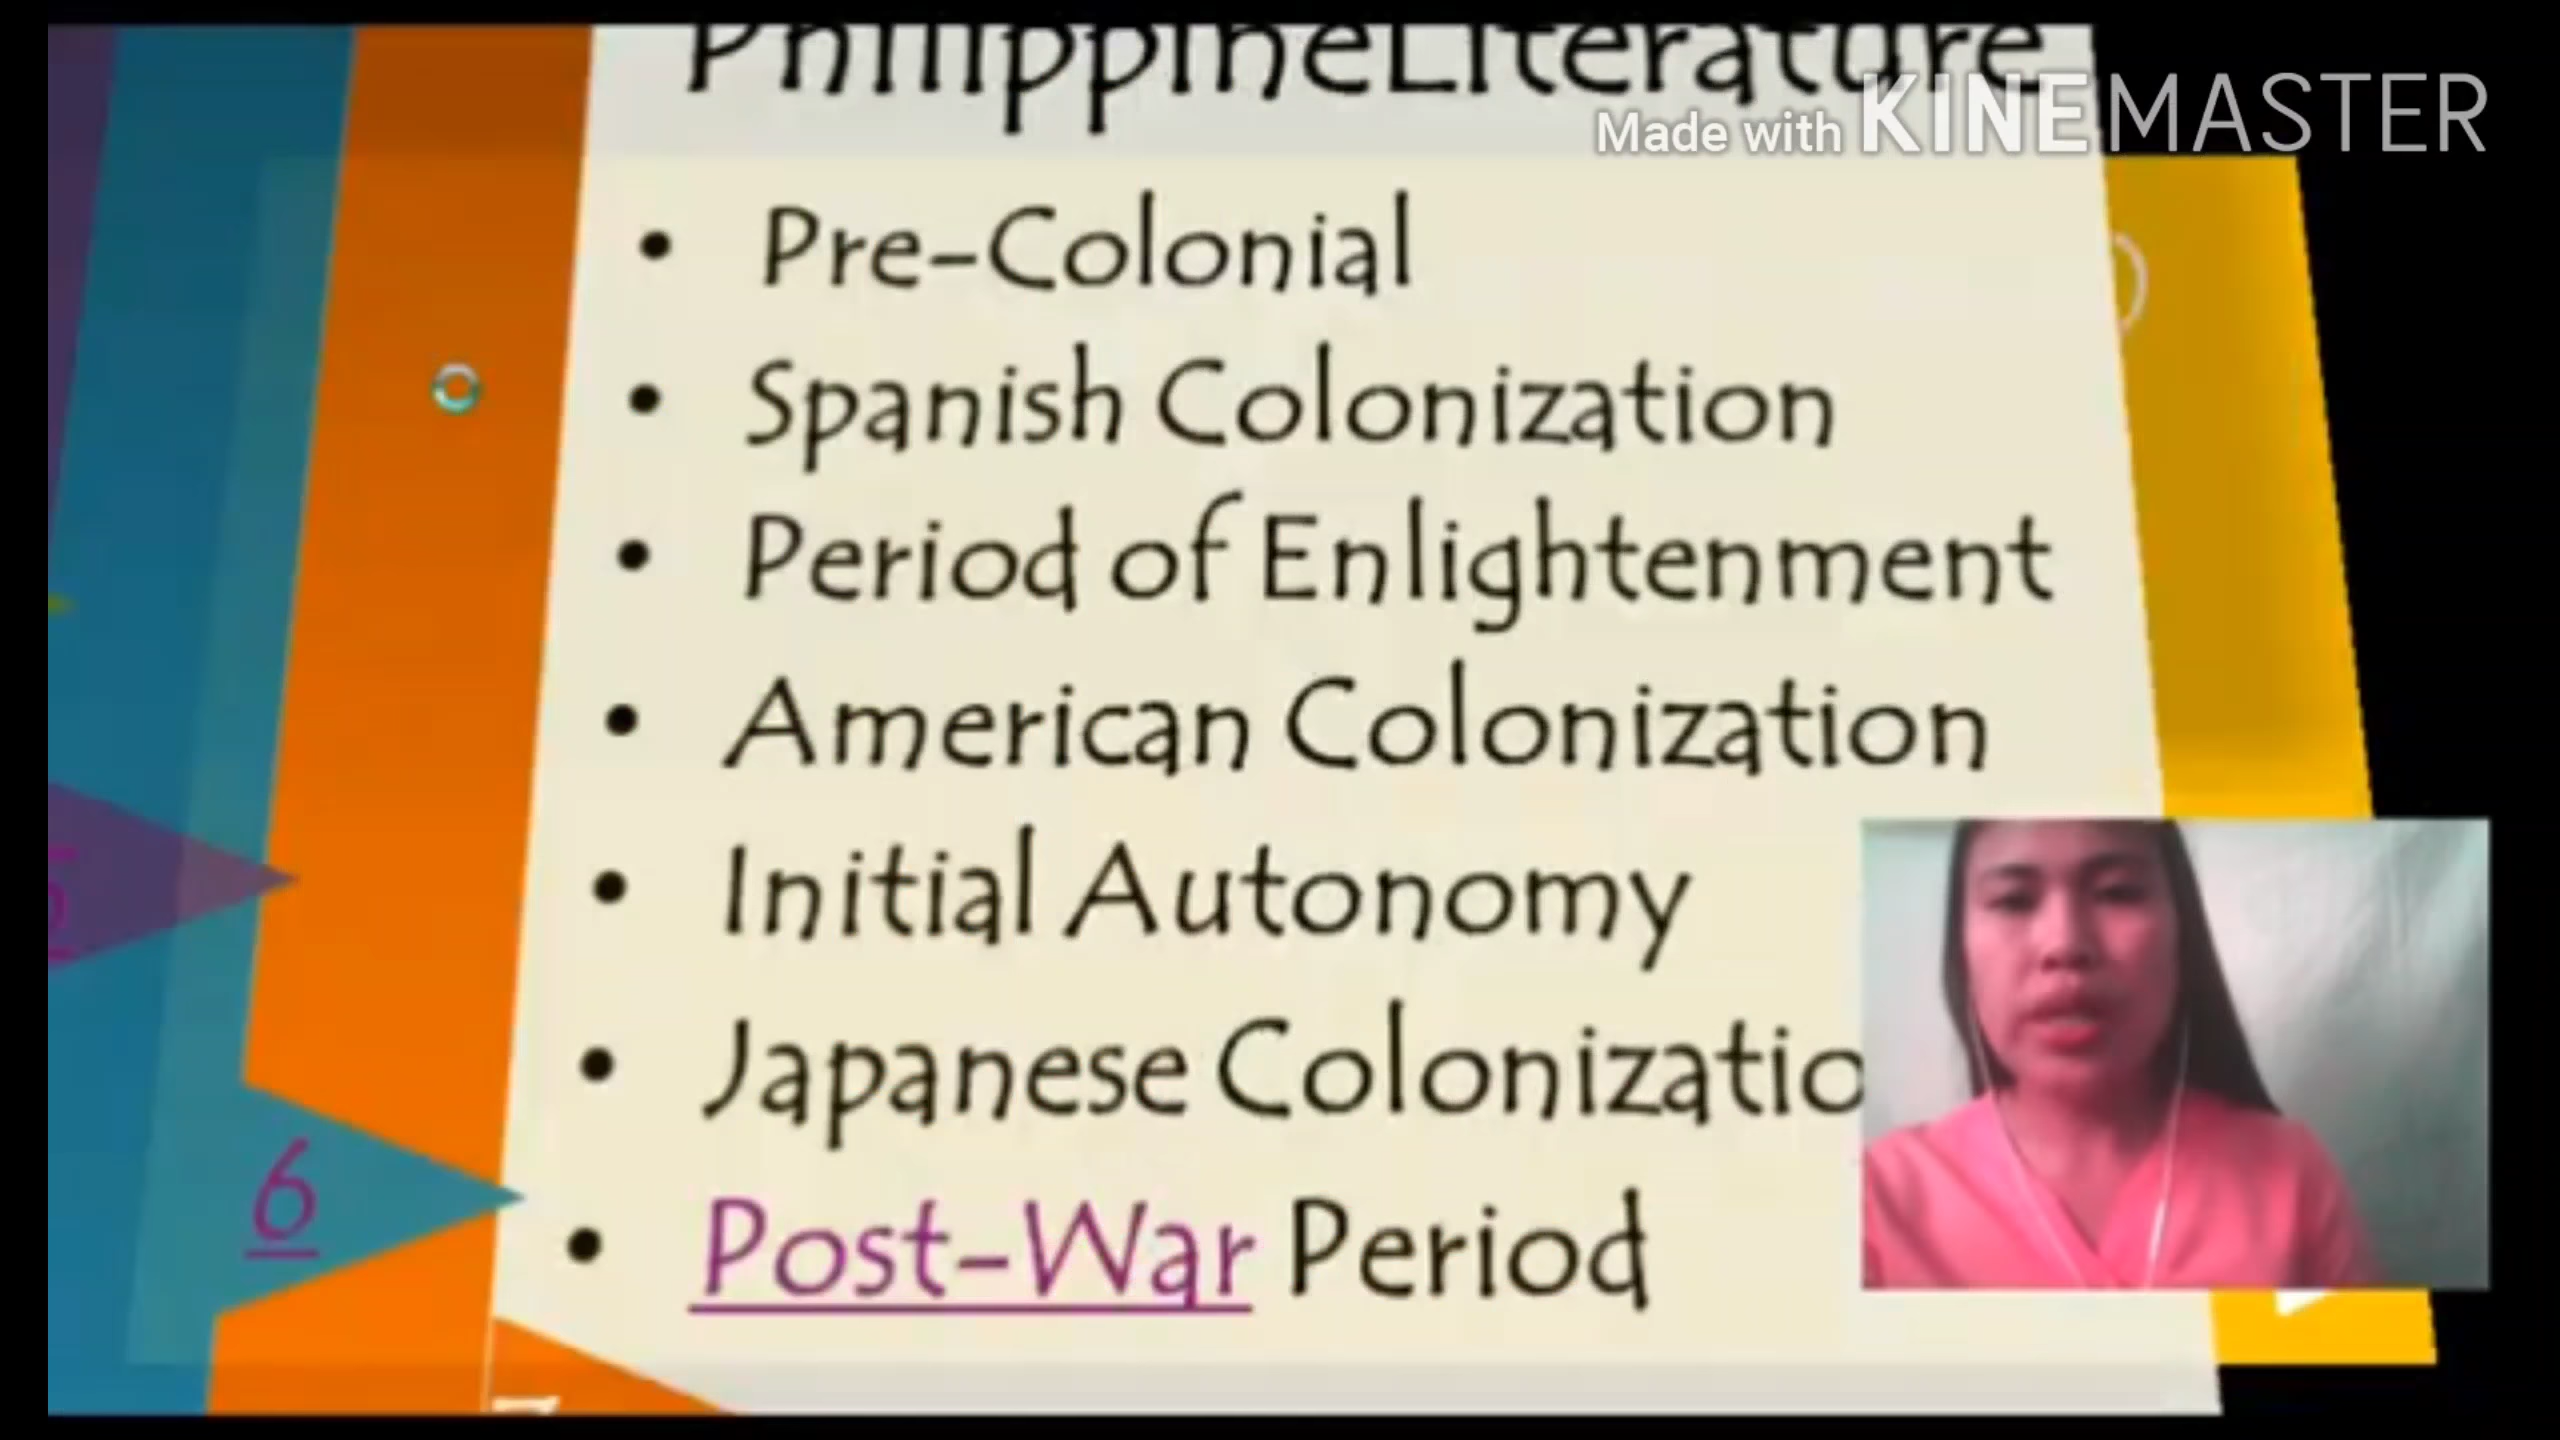 PhilippineLiterature
Made with KINEMASTER
• Pre-Colonial
• Spanish Colonization
• Period of Enlightenment
• American Colonization
• Initial Autonomy
• Japanese Colonizatio
• Post-War Period
6